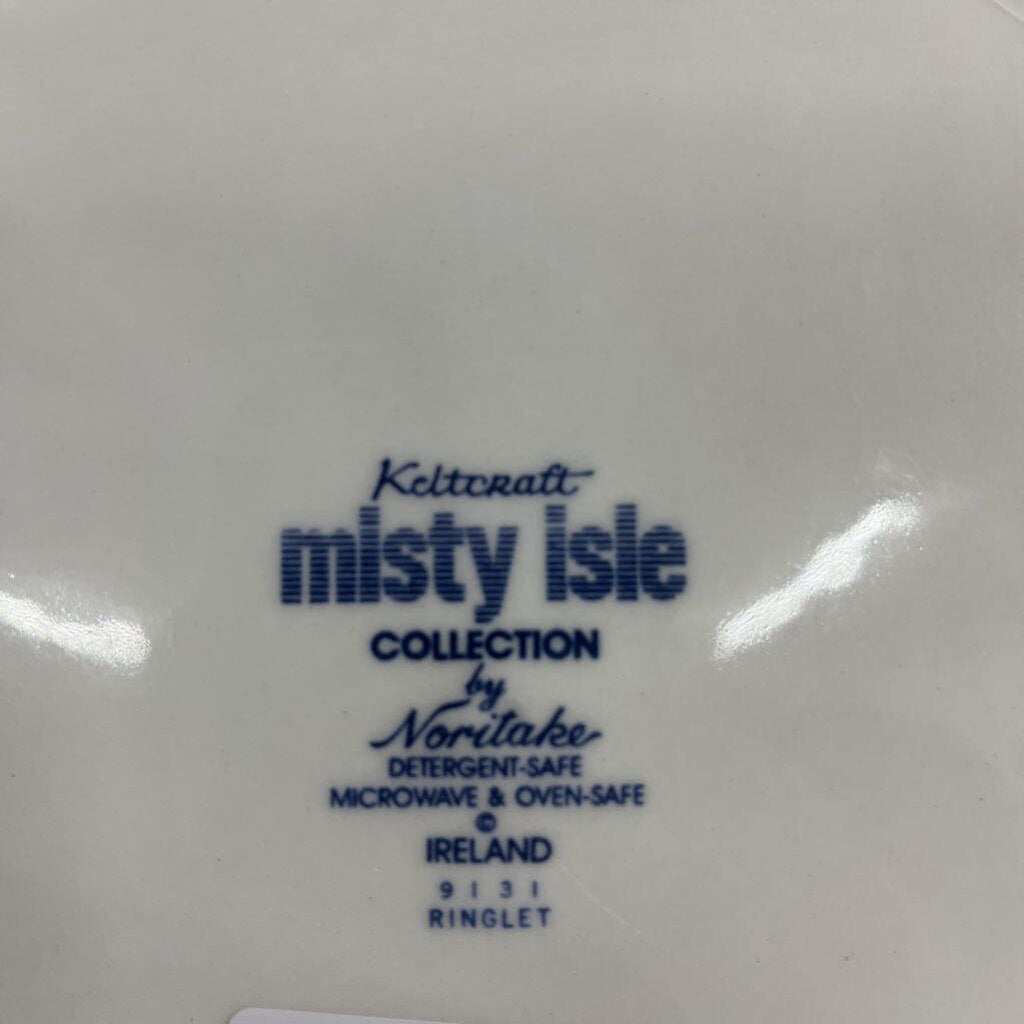 Keltcraft
misty isle
COLLECTION
by
Noritake
DETERGENT-SAFE
MICROWAVE & OVEN-SAFE
©
IRELAND
9131
RINGLET